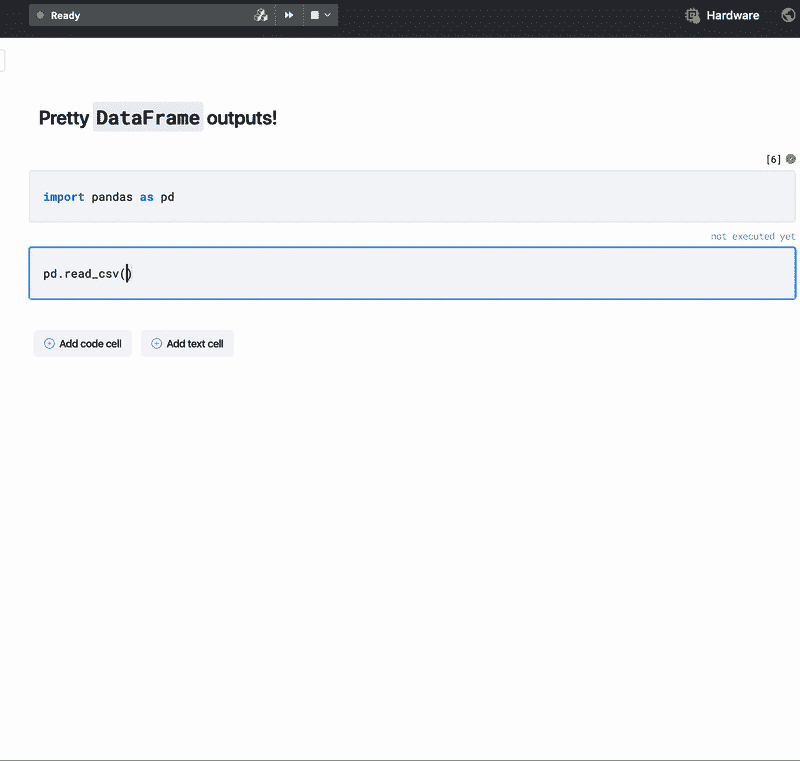 Ready
Hardware
Pretty DataFrame outputs!
[6]
import pandas as pd
not executed yet
pd.read_csv()
Add code cell Add text cell